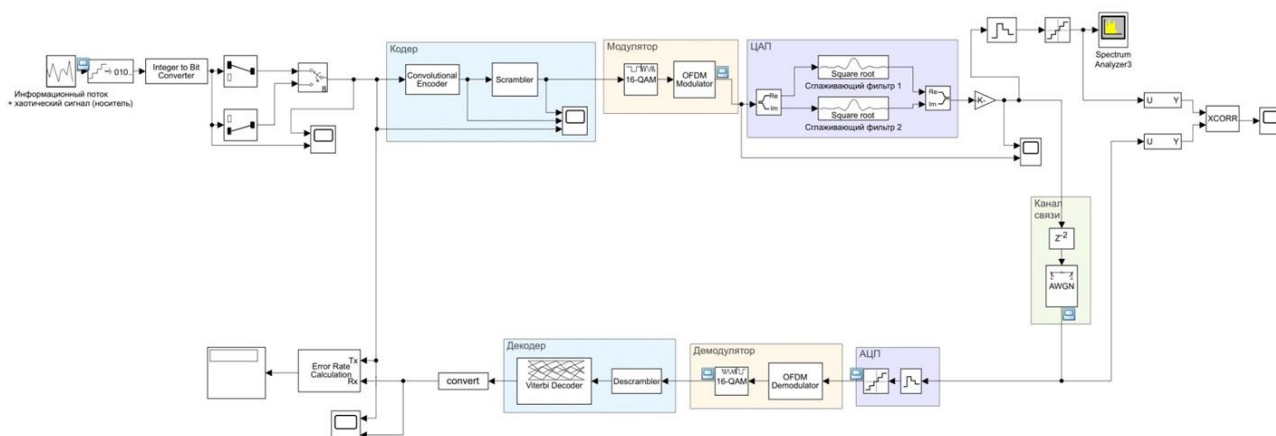 Spectrum
Analyzer3
Кодер
Модулятор
ЦАП
010...
Integer to Bit
Converter
B
Информационный поток
+ хаотический сигнал (носитель)
Convolutional
Encoder
Scrambler
16-QAM
OFDM
Modulator
Re
Im
Square root
Сглаживающий фильтр 1
Square root
Сглаживающий фильтр 2
Re
Im
-K-
U Y
U Y
XCORR
Канал
связи
Z-2
AWGN
Декодер
Демодулятор
АЦП
Tx
Rx
Error Rate
Calculation
convert
Viterbi Decoder
Descrambler
16-QAM
OFDM
Demodulator